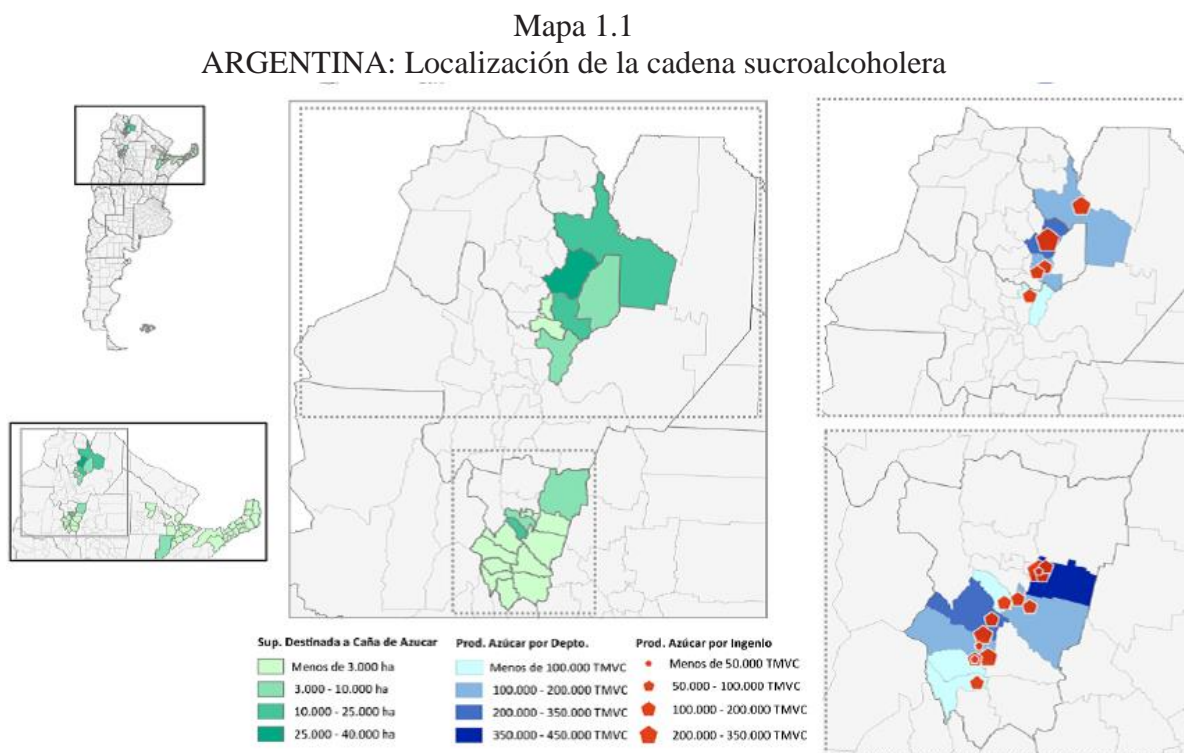 Mapa 1.1
ARGENTINA: Localización de la cadena sucroalcoholera
Sup. Destinada a Caña de Azucar
Menos de 3.000 ha
3.000 - 10.000 ha
10.000 - 25.000 ha
25.000 - 40.000 ha
Prod. Azúcar por Depto.
Menos de 100.000 TMVC
100.000 - 200.000 TMVC
200.000 - 350.000 TMVC
350.000 - 450.000 TMVC
Prod. Azúcar por Ingenio
Menos de 50.000 TMVC
50.000 - 100.000 TMVC
100.000 - 200.000 TMVC
200.000 - 350.000 TMVC